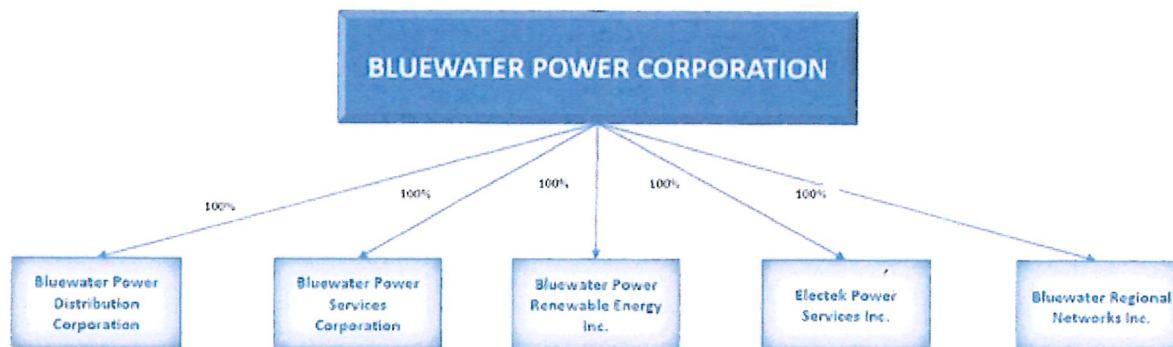 BLUEWATER POWER CORPORATION
100%
100%
100%
100%
100%
Bluewater Power
Distribution
Corporation
Bluewater Power
Services
Corporation
Bluewater Power
Renewable Energy
Inc.
Electek Power
Services Inc.
Bluewater Regional
Networks Inc.